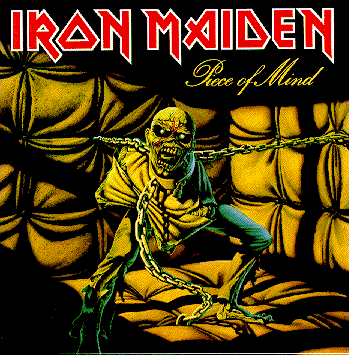 IRON MAIDEN
Piece of Mind